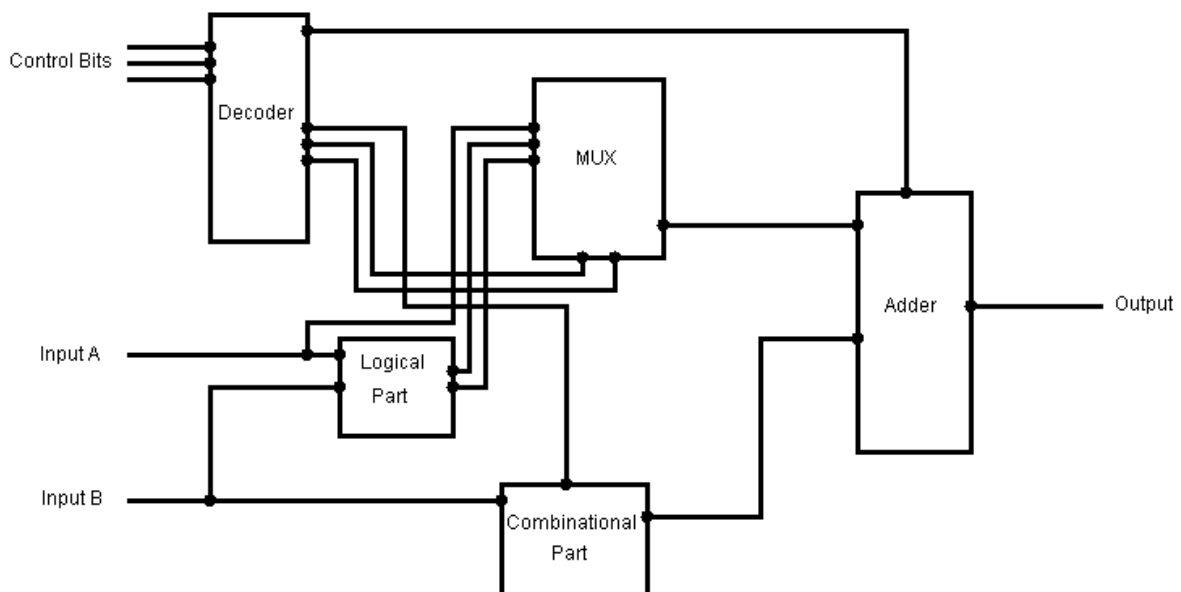 Control Bits
Decoder
MUX
Adder
Output
Input A
Logical
Part
Input B
Combinational
Part